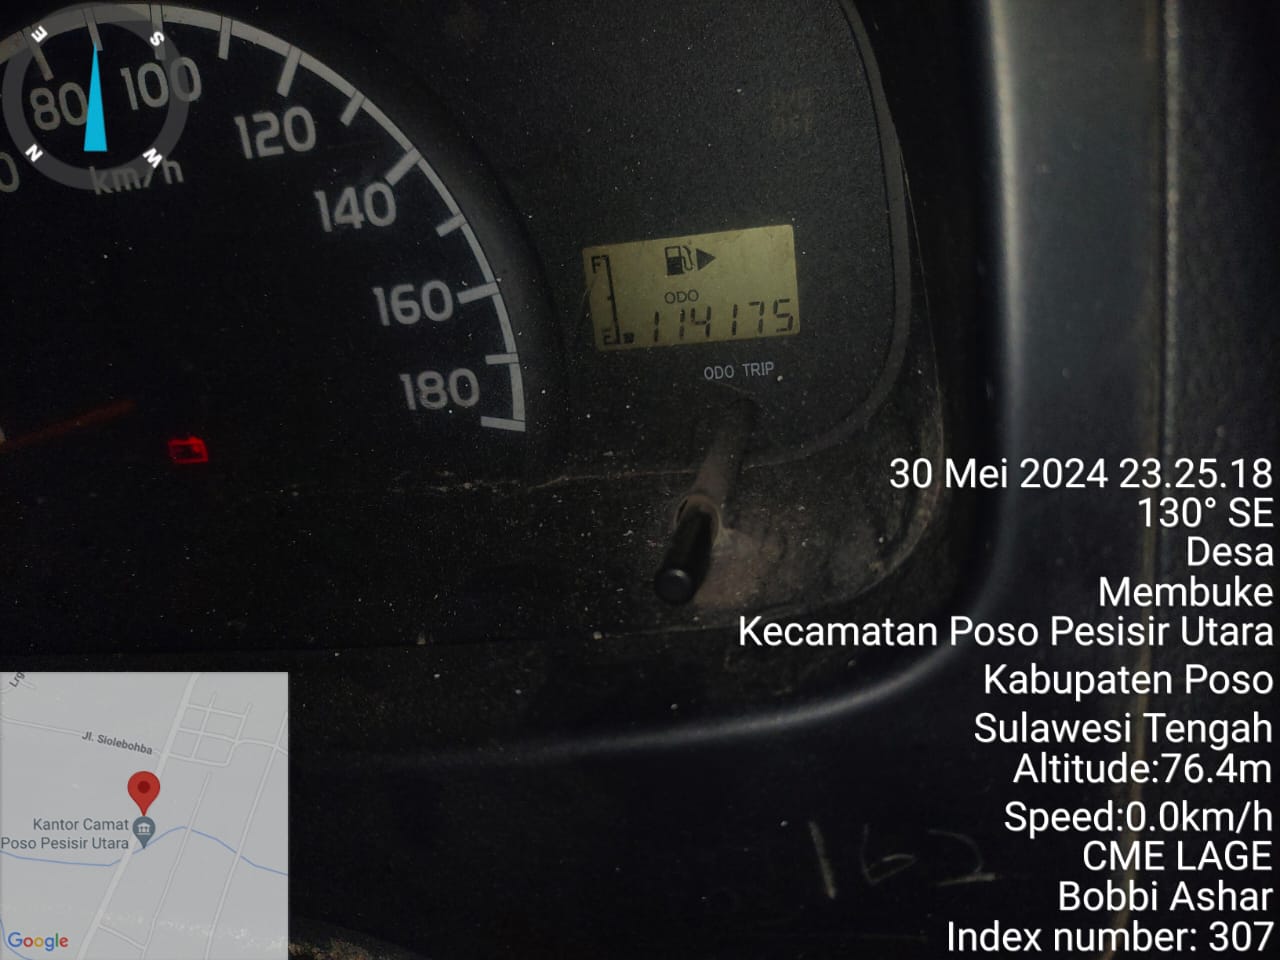 E
S
N
W
80
100
120
140
160
180
km/h
F
ODO
E
114175
ODO TRIP
30 Mei 2024 23.25.18
130° SE
Desa
Membuke
Kecamatan Poso Pesisir Utara
Kabupaten Poso
Sulawesi Tengah
Altitude:76.4m
Speed:0.0km/h
CME LAGE
Bobbi Ashar
Index number: 307
162
Lrg
Jl. Siolebohba
Kantor Camat
Poso Pesisir Utara
Google